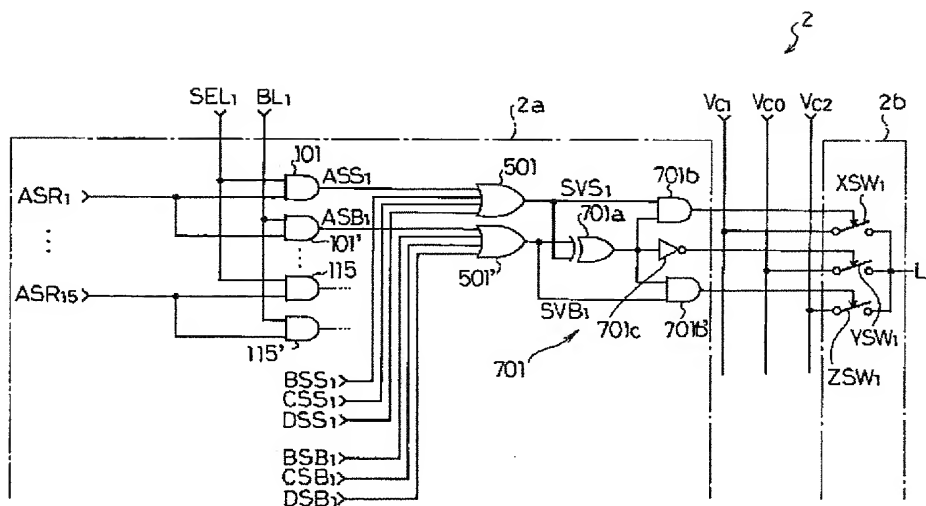 2
SEL1 BL1 2a VC1 VC0 VC2 2b
101 ASS1 501 SVS1 701b XSW1
ASR1 701a
ASB1
101' 501'
...
115
ASR15 SVB1 701c 701b' YSW1 L
115' 701 ZSW1
BSS1
CSS1
DSS1
BSB1
CSB1
DSB1